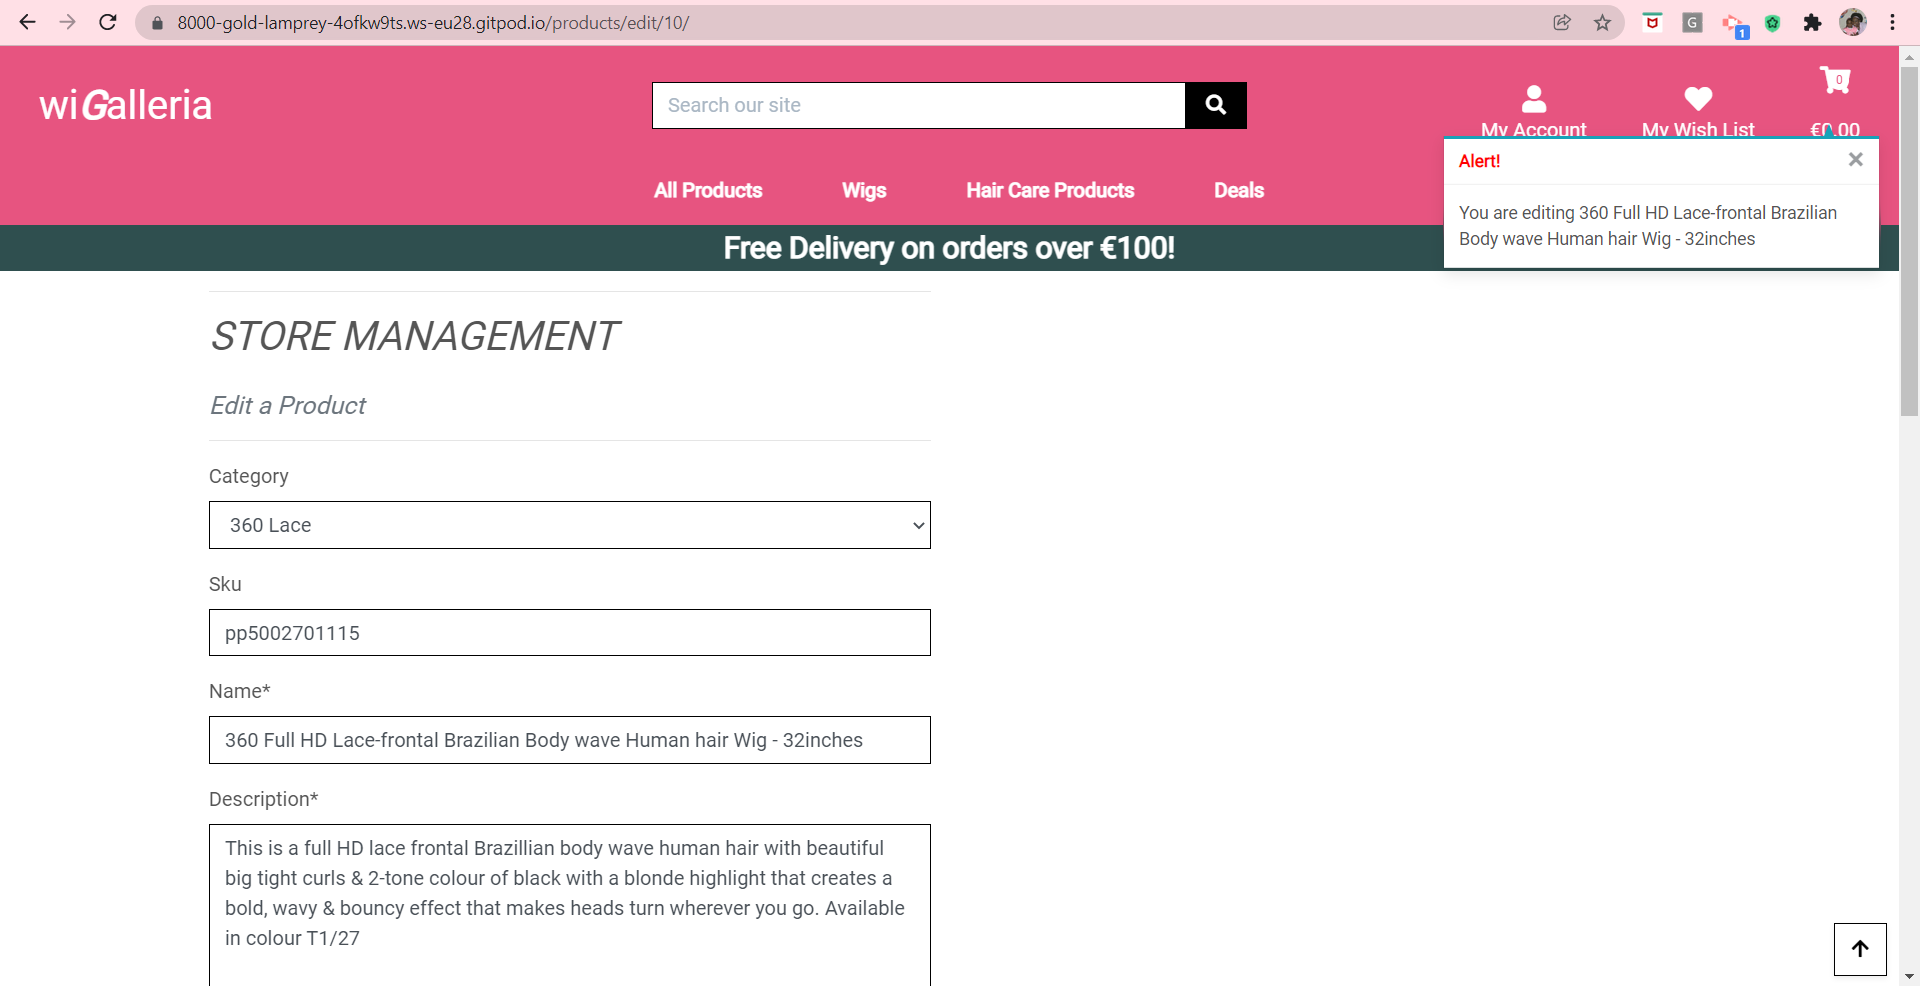 8000-gold-lamprey-4ofkw9ts.ws-eu28.gitpod.io/products/edit/10/
G
1
wiGalleria
Search our site
My Account
My Wish List
0
€0.00
All Products
Wigs
Hair Care Products
Deals
Alert!
×
You are editing 360 Full HD Lace-frontal Brazilian
Body wave Human hair Wig - 32inches
Free Delivery on orders over €100!
STORE MANAGEMENT
Edit a Product
Category
360 Lace
Sku
pp5002701115
Name*
360 Full HD Lace-frontal Brazilian Body wave Human hair Wig - 32inches
Description*
This is a full HD lace frontal Brazillian body wave human hair with beautiful
big tight curls & 2-tone colour of black with a blonde highlight that creates a
bold, wavy & bouncy effect that makes heads turn wherever you go. Available
in colour T1/27